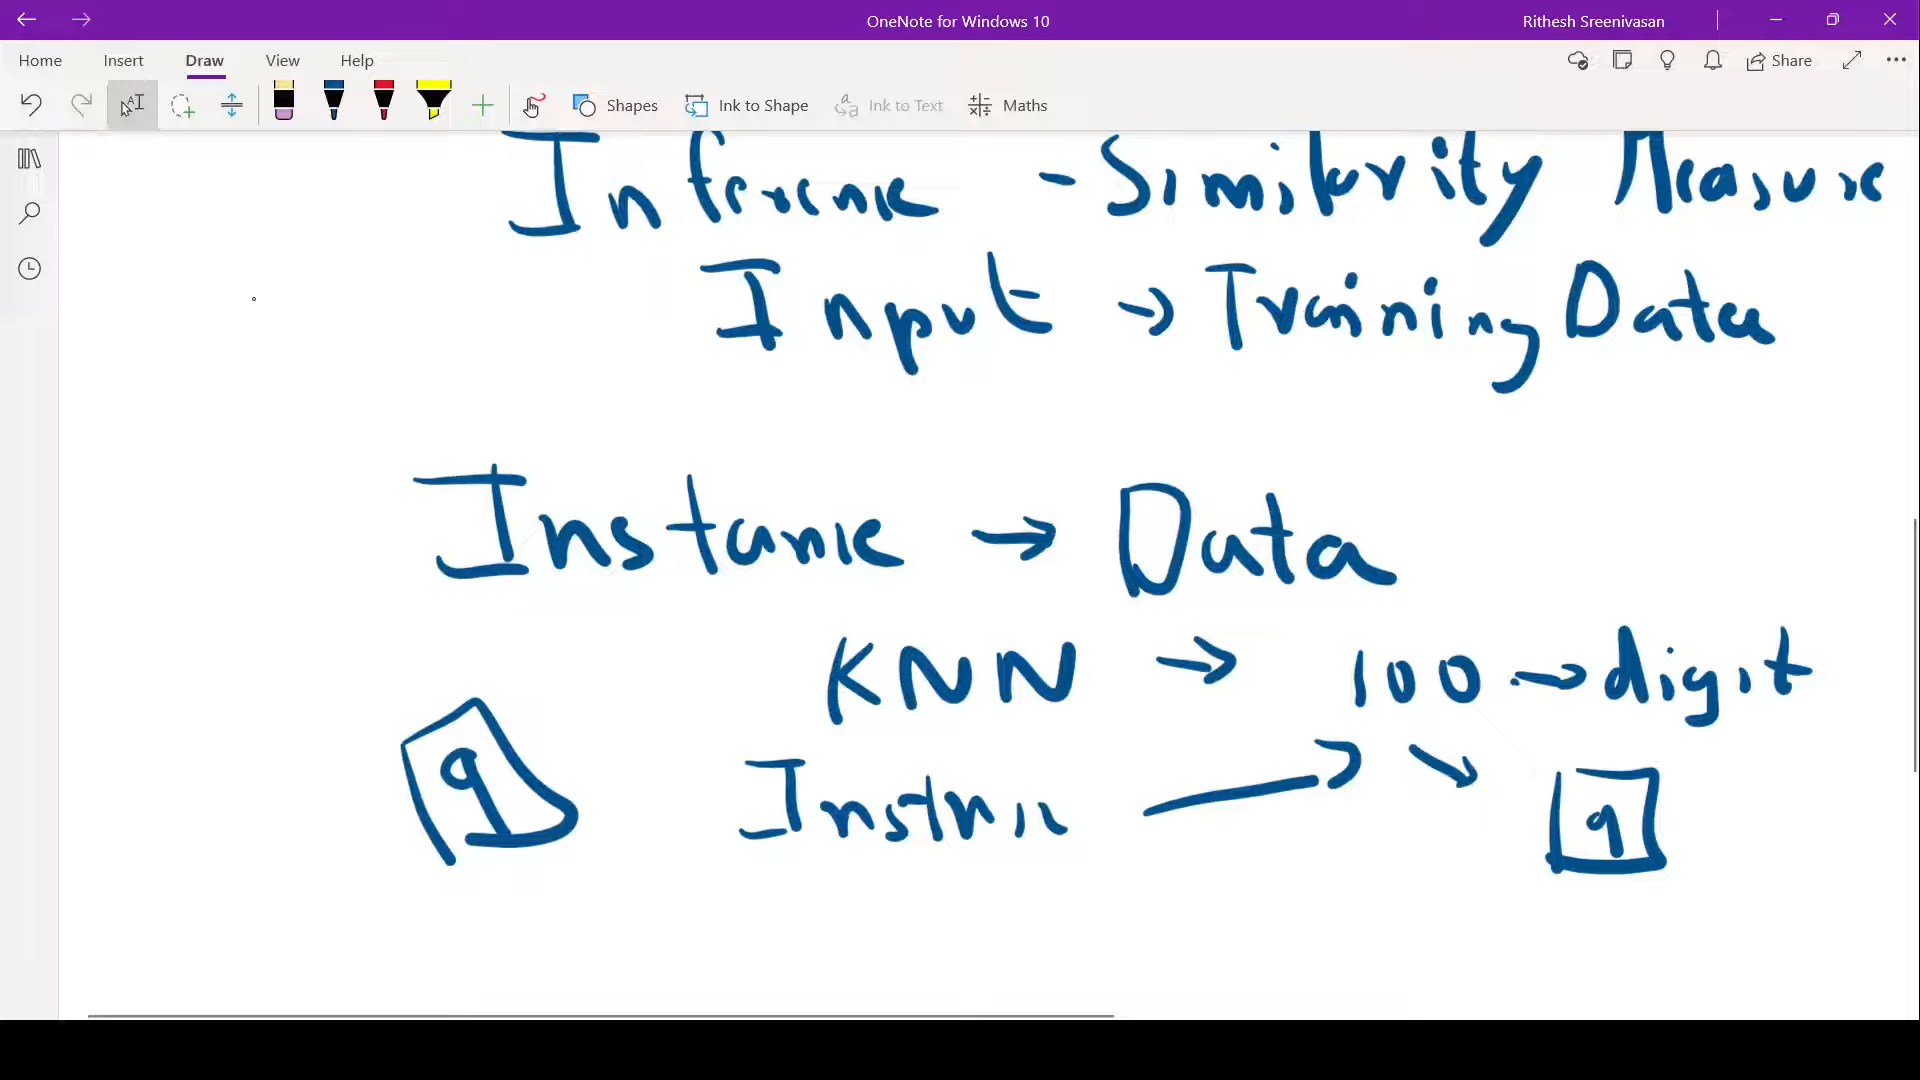 OneNote for Windows 10
Rithesh Sreenivasan
Home Insert Draw View Help
Share
Shapes Ink to Shape Ink to Text Maths
Inference - Similarity Measure
Input → Training Data
Instance → Data
KNN → 100 → digit
9 Instance → 9